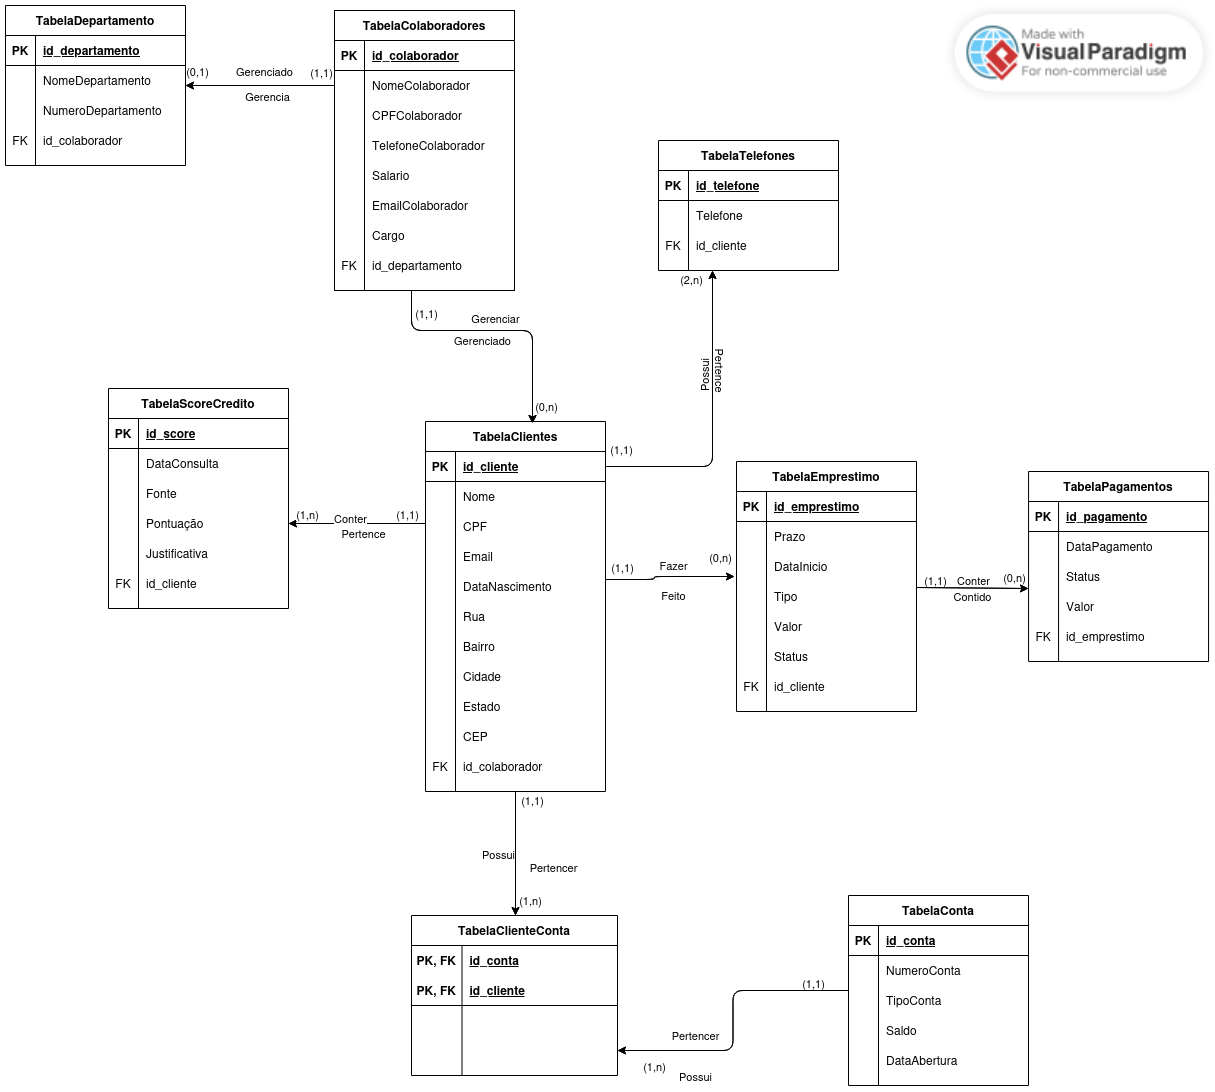 TabelaDepartamento
PK id_departamento
NomeDepartamento
NumeroDepartamento
FK id_colaborador
(0,1) Gerenciado (1,1)
Gerencia
TabelaColaboradores
PK id_colaborador
NomeColaborador
CPFColaborador
TelefoneColaborador
Salario
EmailColaborador
Cargo
FK id_departamento
Made with
Visual Paradigm
For non-commercial use
TabelaTelefones
PK id_telefone
Telefone
FK id_cliente
(2,n)
Possui
Pertence
(1,1)
(1,1) Gerenciar
Gerenciado
(0,n)
TabelaScoreCredito
PK id_score
DataConsulta
Fonte
Pontuação
Justificativa
FK id_cliente
(1,n) Conter (1,1)
Pertence
TabelaClientes
PK id_cliente
Nome
CPF
Email
DataNascimento
Rua
Bairro
Cidade
Estado
CEP
FK id_colaborador
(1,1) Fazer (0,n)
Feito
TabelaEmprestimo
PK id_emprestimo
Prazo
DataInicio
Tipo
Valor
Status
FK id_cliente
(1,1) Conter (0,n)
Contido
TabelaPagamentos
PK id_pagamento
DataPagamento
Status
Valor
FK id_emprestimo
(1,1)
Possui
Pertencer
(1,n)
TabelaClienteConta
PK, FK id_conta
PK, FK id_cliente
(1,1)
Pertencer
(1,n)
Possui
TabelaConta
PK id_conta
NumeroConta
TipoConta
Saldo
DataAbertura